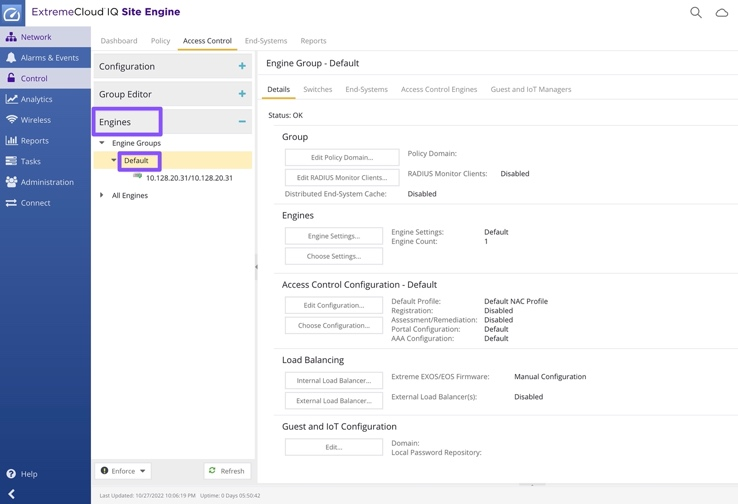 ExtremeCloud IQ Site Engine
Network
Alarms & Events
Control
Analytics
Wireless
Reports
Tasks
Administration
Connect
Help
Dashboard Policy Access Control End-Systems Reports
Configuration
Group Editor
Engines
Engine Groups
Default
10.128.20.31/10.128.20.31
All Engines
Enforce
Refresh
Engine Group - Default
Details Switches End-Systems Access Control Engines Guest and IoT Managers
Status: OK
Group
Edit Policy Domain... Policy Domain:
Edit RADIUS Monitor Clients... RADIUS Monitor Clients: Disabled
Distributed End-System Cache: Disabled
Engines
Engine Settings... Engine Settings: Default
Engine Count: 1
Choose Settings...
Access Control Configuration - Default
Edit Configuration... Default Profile: Default NAC Profile
Registration: Disabled
Assessment/Remediation: Disabled
Choose Configuration... Portal Configuration: Default
AAA Configuration: Default
Load Balancing
Internal Load Balancer... Extreme EXOS/EOS Firmware: Manual Configuration
External Load Balancer... External Load Balancer(s): Disabled
Guest and IoT Configuration
Edit... Domain:
Local Password Repository:
Last Updated: 10/27/2022 10:06:19 PM Uptime: 0 Days 05:50:42